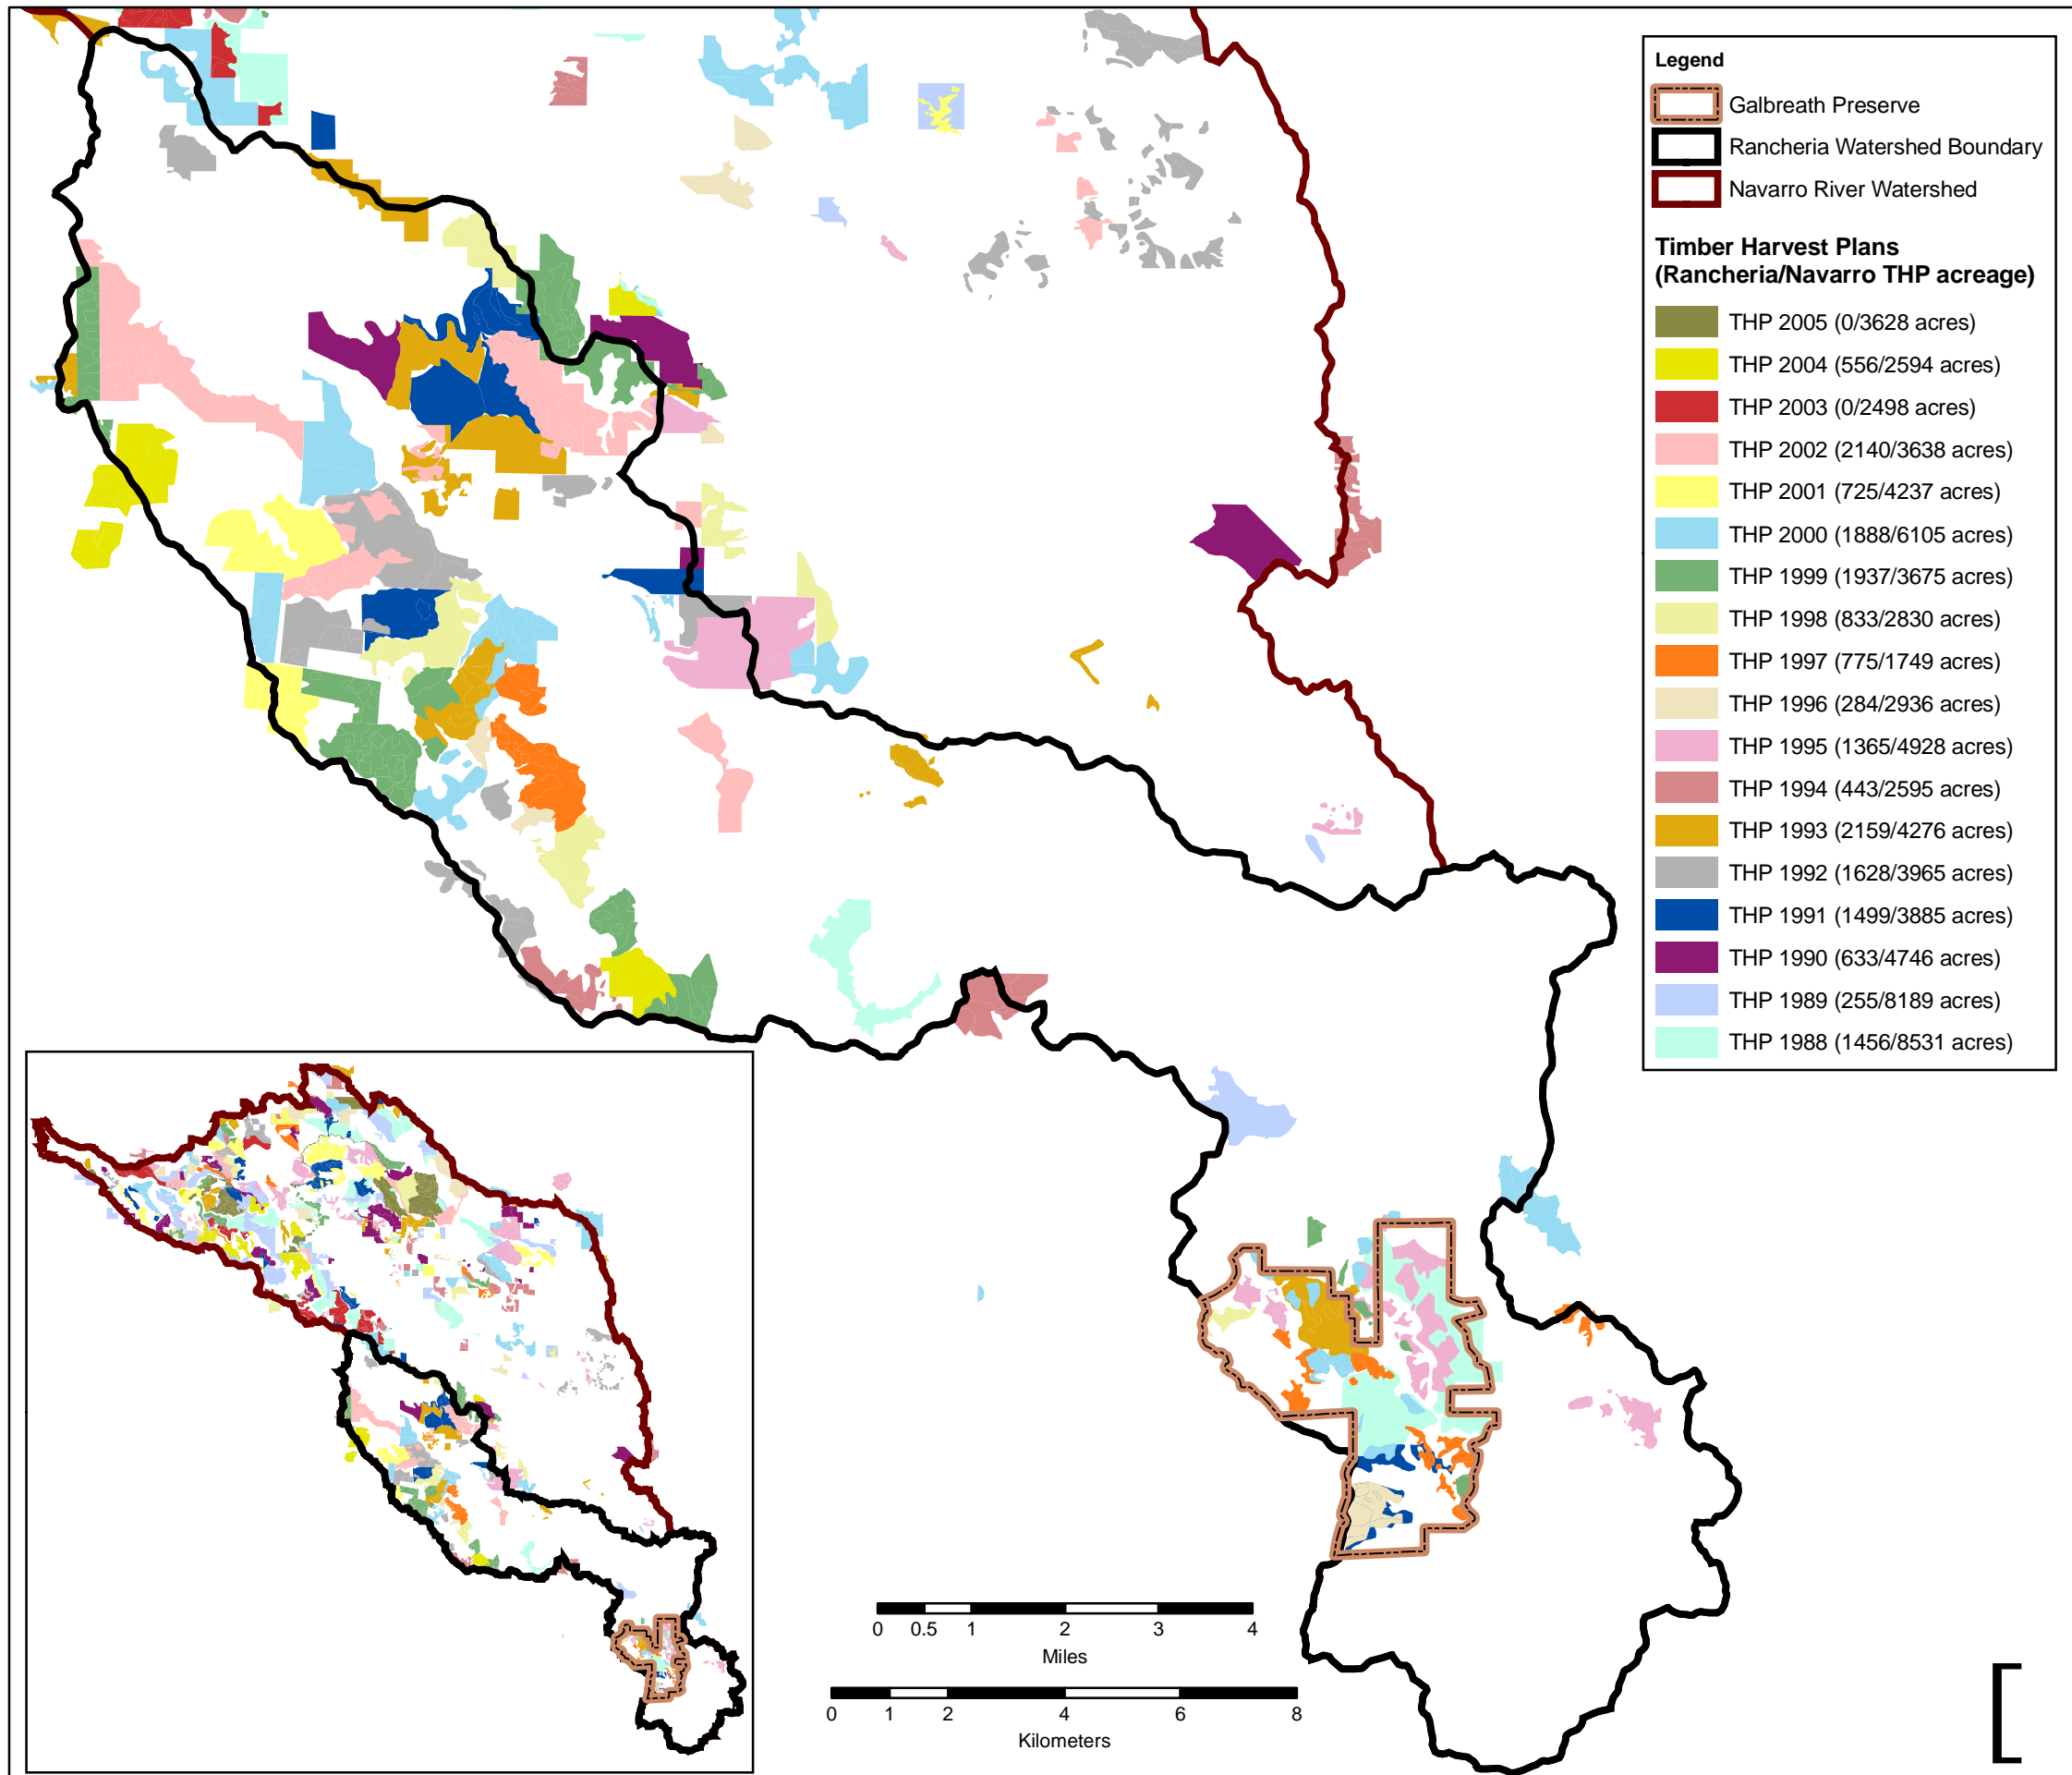 Legend
Galbreath Preserve
Rancheria Watershed Boundary
Navarro River Watershed
Timber Harvest Plans
(Rancheria/Navarro THP acreage)
THP 2005 (0/3628 acres)
THP 2004 (556/2594 acres)
THP 2003 (0/2498 acres)
THP 2002 (2140/3638 acres)
THP 2001 (725/4237 acres)
THP 2000 (1888/6105 acres)
THP 1999 (1937/3675 acres)
THP 1998 (833/2830 acres)
THP 1997 (775/1749 acres)
THP 1996 (284/2936 acres)
THP 1995 (1365/4928 acres)
THP 1994 (443/2595 acres)
THP 1993 (2159/4276 acres)
THP 1992 (1628/3965 acres)
THP 1991 (1499/3885 acres)
THP 1990 (633/4746 acres)
THP 1989 (255/8189 acres)
THP 1988 (1456/8531 acres)
0 0.5 1 2 3 4
Miles
0 1 2 4 6 8
Kilometers
[